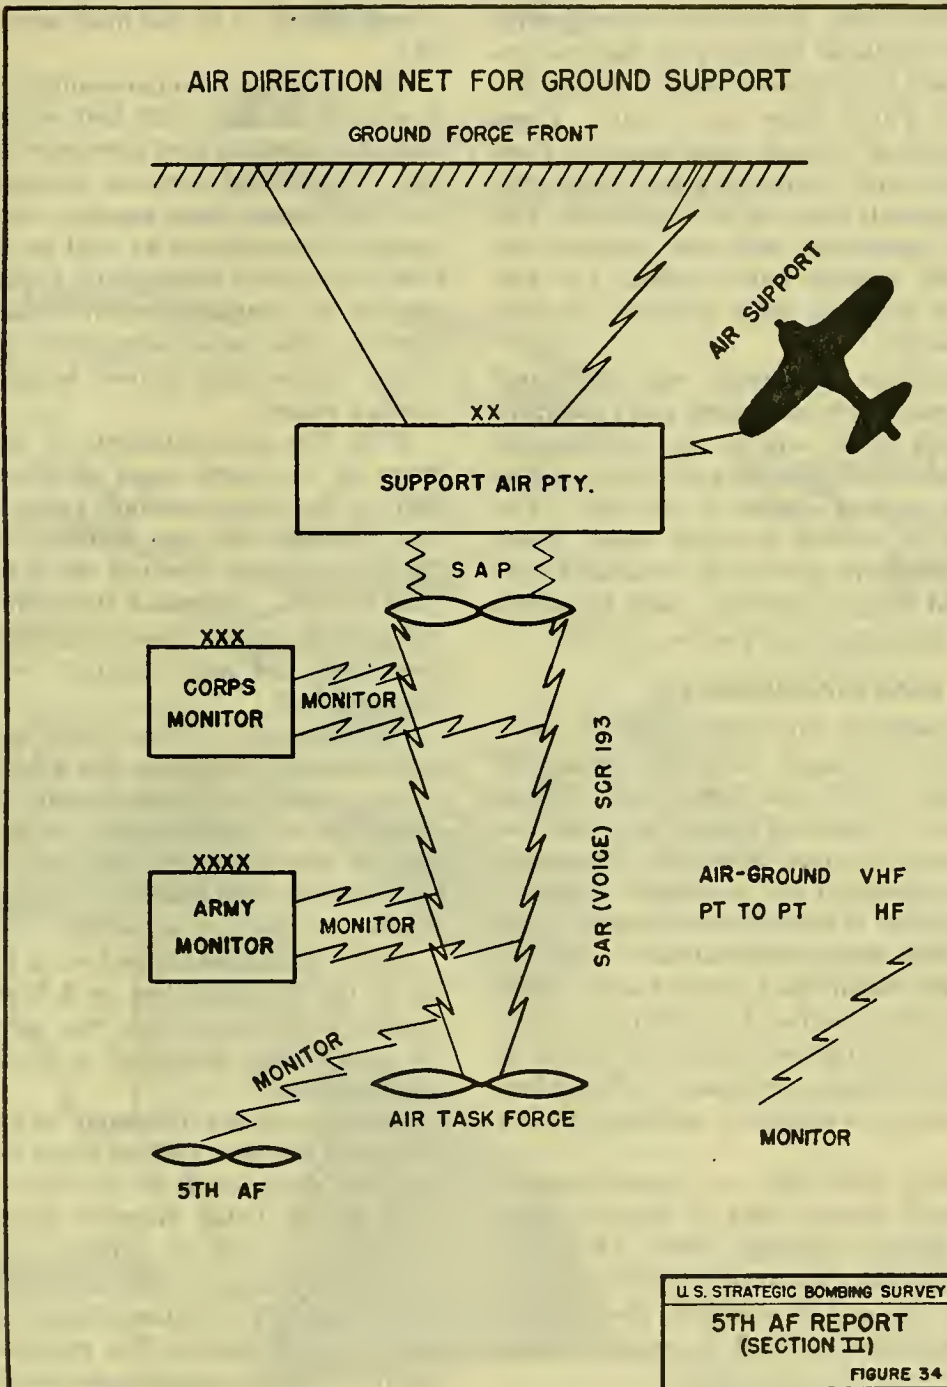 AIR DIRECTION NET FOR GROUND SUPPORT
GROUND FORCE FRONT
AIR SUPPORT
XX
SUPPORT AIR PTY.
SAP
XXX
CORPS
MONITOR
MONITOR
SAR (VOICE) SCR 193
XXXX
ARMY
MONITOR
MONITOR
AIR-GROUND VHF
PT TO PT HF
MONITOR
AIR TASK FORCE
MONITOR
5TH AF
U.S. STRATEGIC BOMBING SURVEY
5TH AF REPORT
(SECTION II)
FIGURE 34